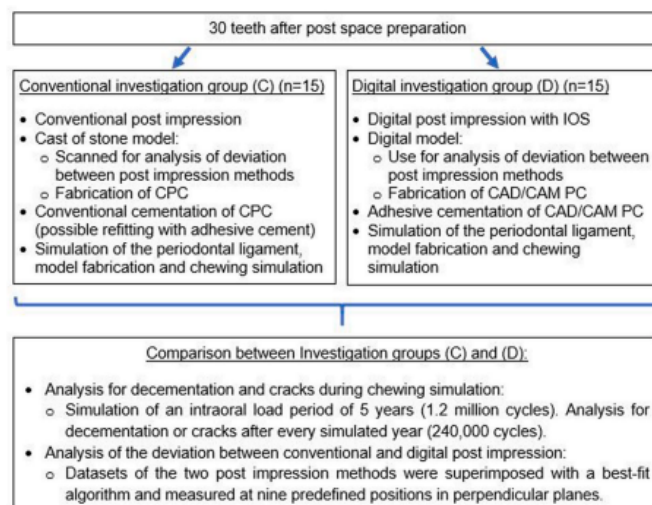 30 teeth after post space preparation
Conventional investigation group (C) (n=15)
• Conventional post impression
• Cast of stone model:
o Scanned for analysis of deviation
between post impression methods
o Fabrication of CPC
• Conventional cementation of CPC
(possible refitting with adhesive cement)
• Simulation of the periodontal ligament,
model fabrication and chewing simulation
Digital investigation group (D) (n=15)
• Digital post impression with IOS
• Digital model:
o Use for analysis of deviation between
post impression methods
o Fabrication of CAD/CAM PC
• Adhesive cementation of CAD/CAM PC
• Simulation of the periodontal ligament,
model fabrication and chewing
simulation
Comparison between Investigation groups (C) and (D):
• Analysis for decementation and cracks during chewing simulation:
o Simulation of an intraoral load period of 5 years (1.2 million cycles). Analysis for
decementation or cracks after every simulated year (240,000 cycles).
• Analysis of the deviation between conventional and digital post impression:
o Datasets of the two post impression methods were superimposed with a best-fit
algorithm and measured at nine predefined positions in perpendicular planes.